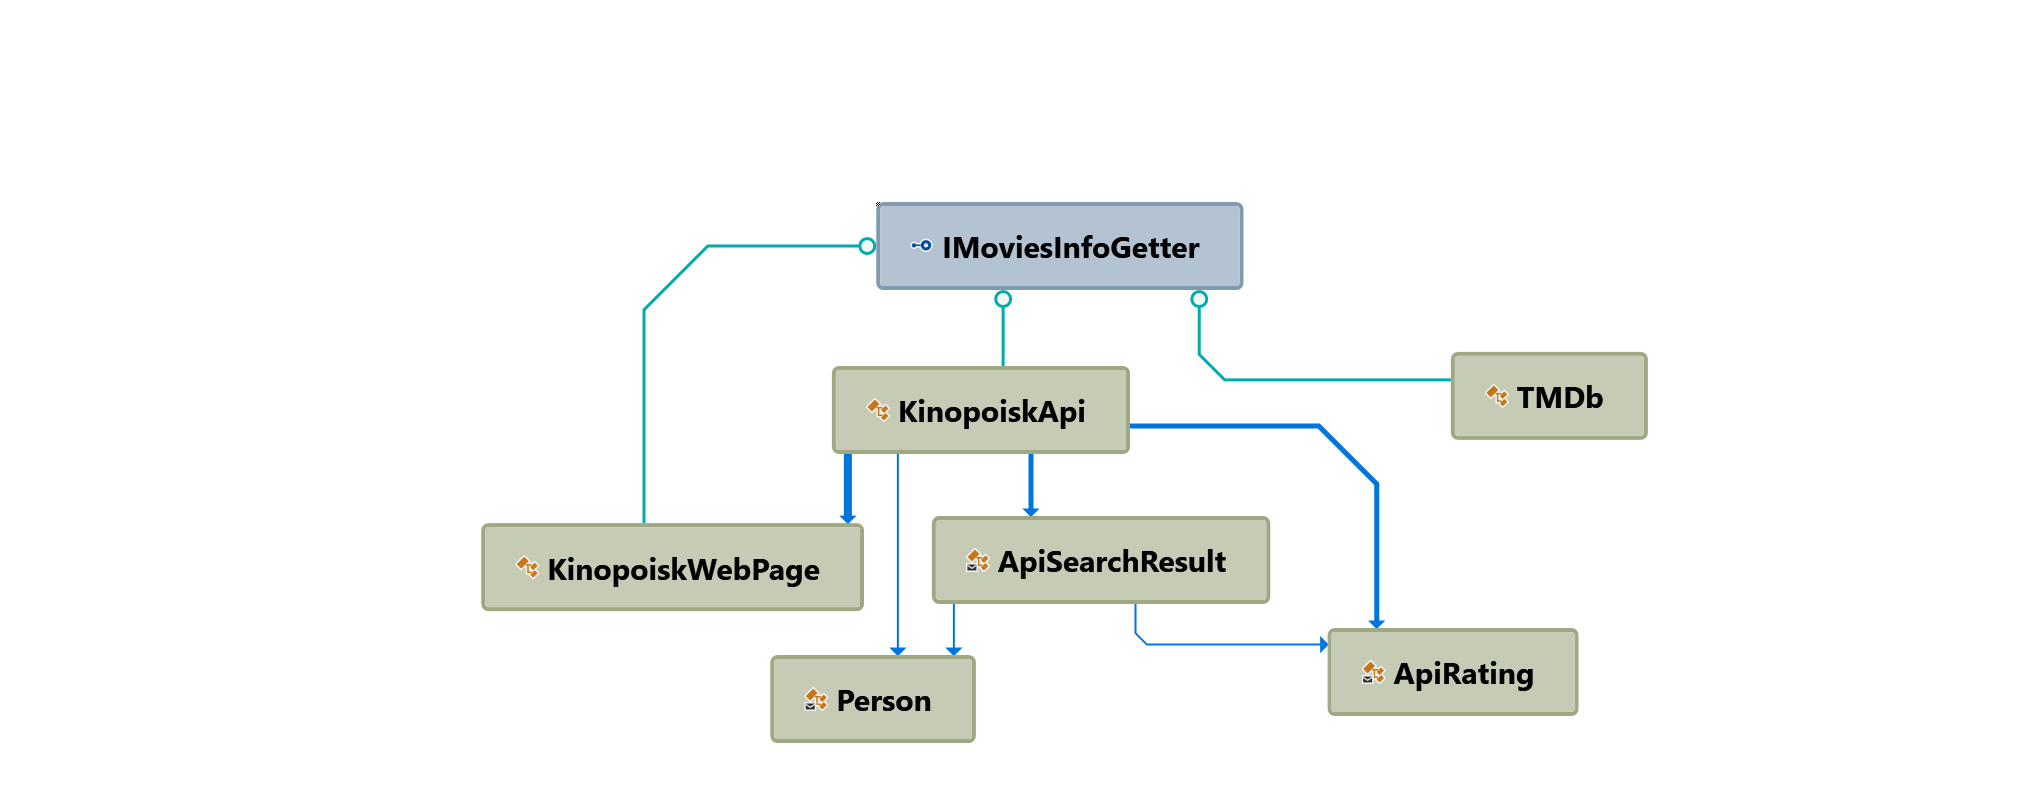 IMoviesInfoGetter
KinopoiskApi
TMDb
KinopoiskWebPage
ApiSearchResult
Person
ApiRating